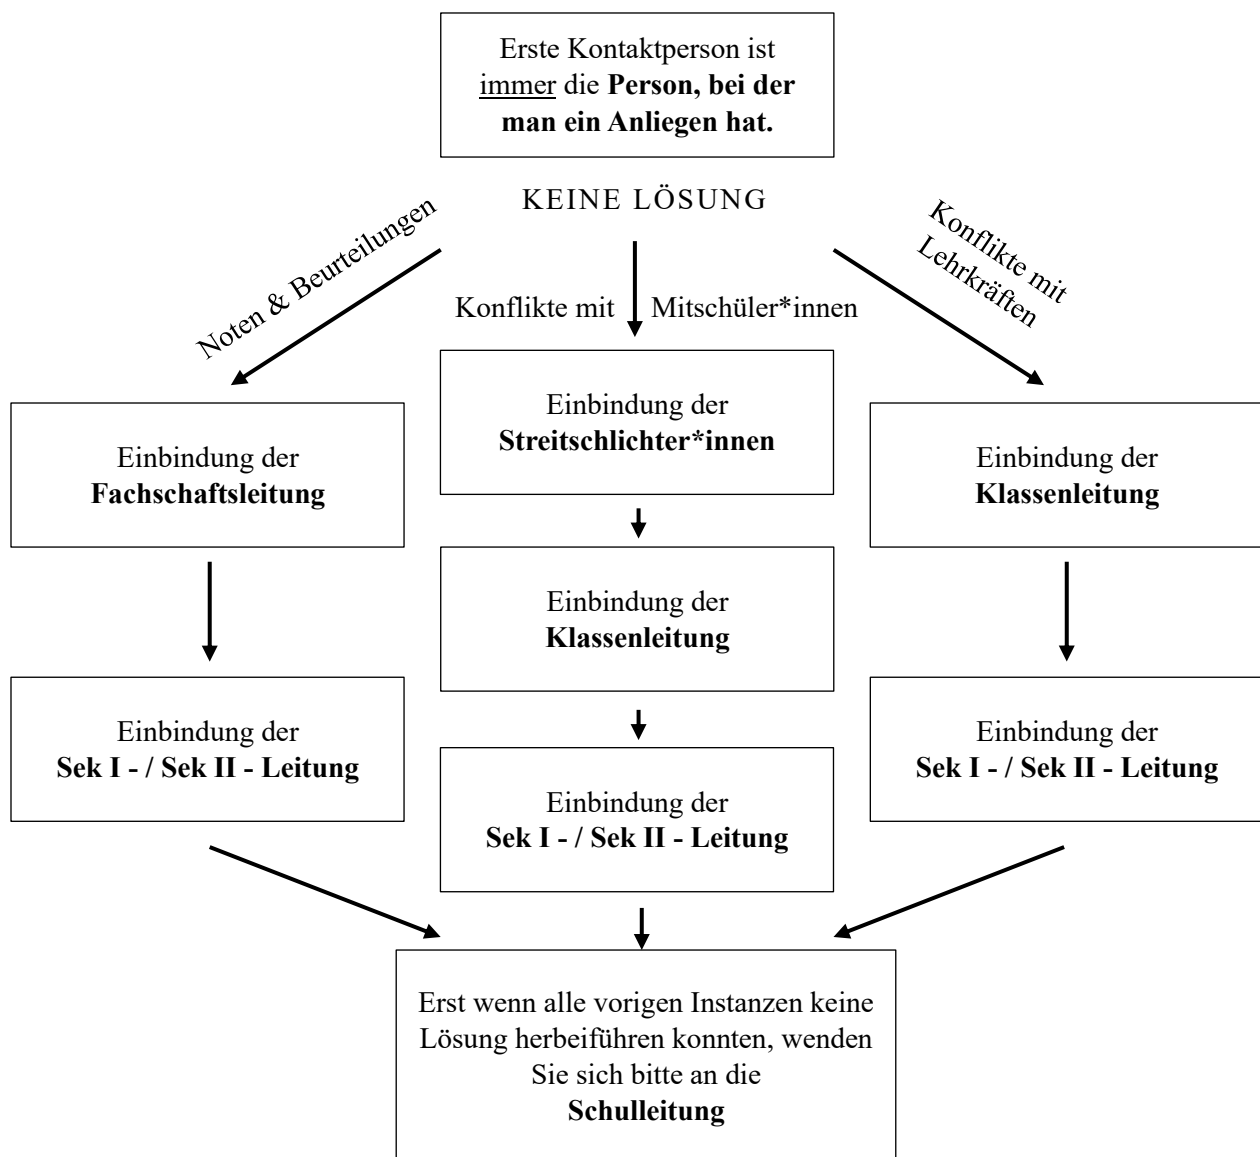 Erste Kontaktperson ist
immer die Person, bei der
man ein Anliegen hat.
KEINE LÖSUNG
Noten & Beurteilungen
Konflikte mit Mitschüler*innen
Konflikte mit
Lehrkräften
Einbindung der
Fachschaftsleitung
Einbindung der
Streitschlichter*innen
Einbindung der
Klassenleitung
Einbindung der
Klassenleitung
Einbindung der
Sek I - / Sek II - Leitung
Einbindung der
Sek I - / Sek II - Leitung
Einbindung der
Sek I - / Sek II - Leitung
Erst wenn alle vorigen Instanzen keine
Lösung herbeiführen konnten, wenden
Sie sich bitte an die
Schulleitung